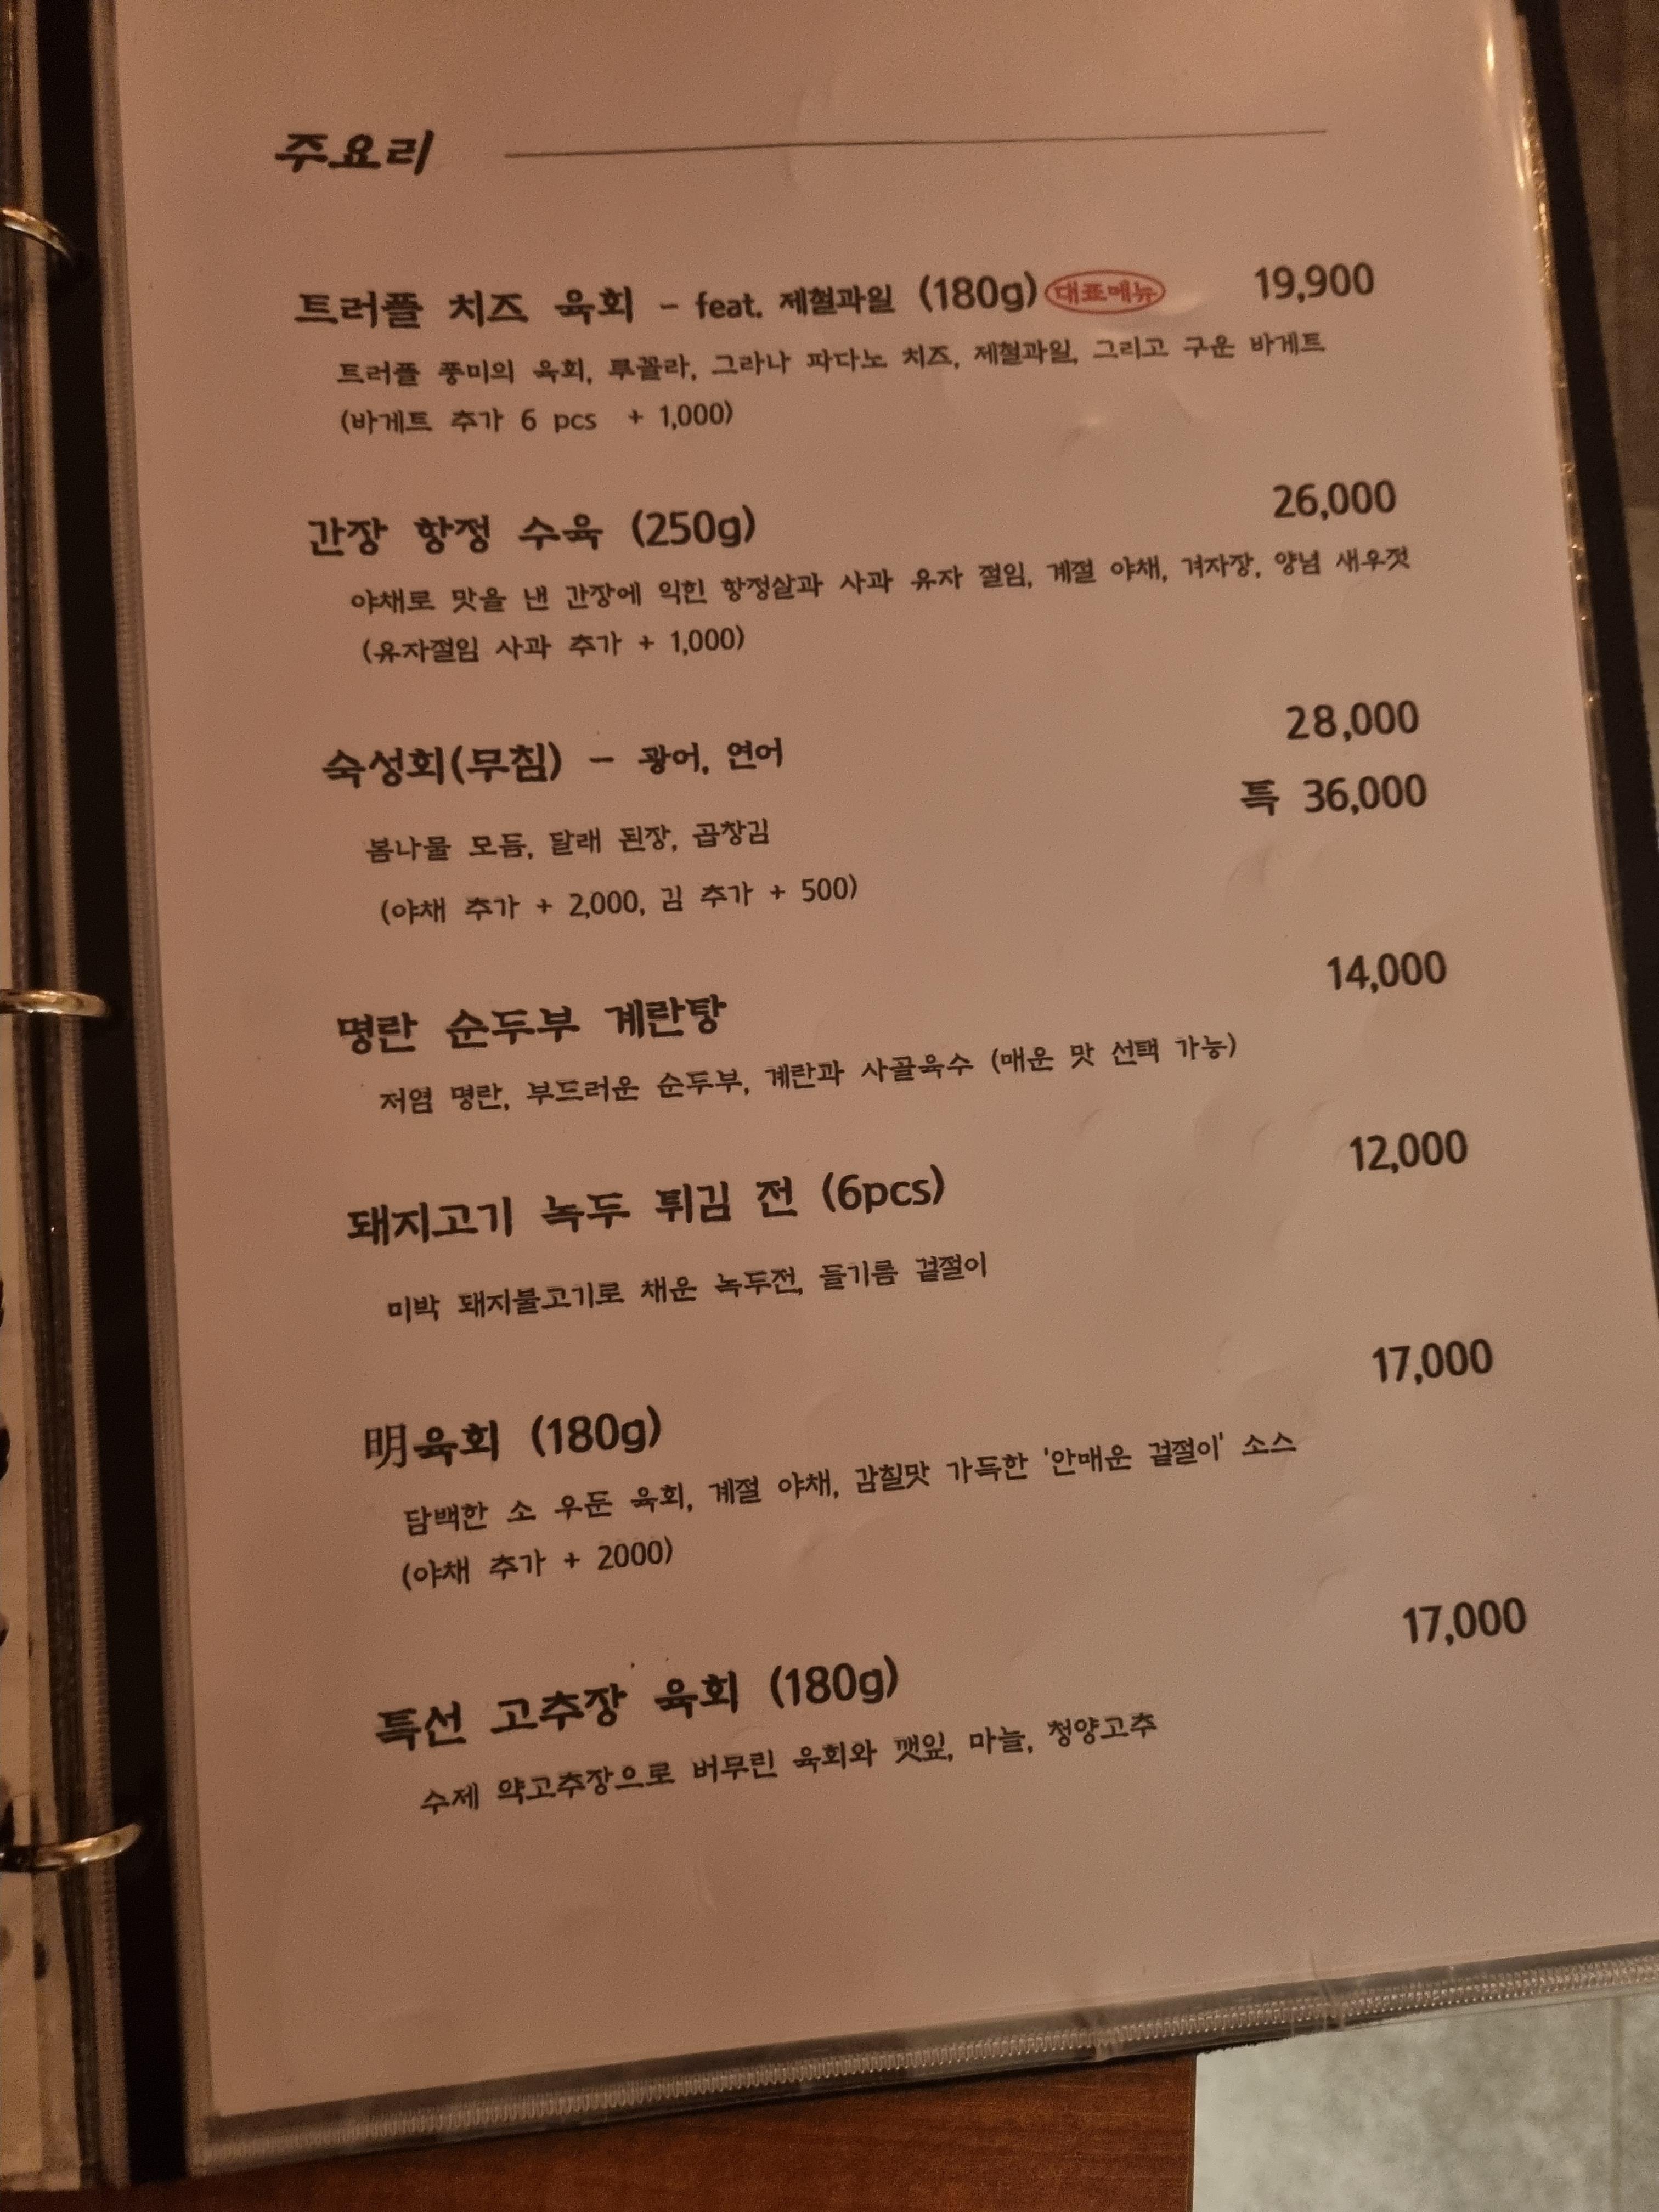 주요리
트러플 치즈 육회 - feat. 제철과일 (180g) 대표메뉴 19,900
트러플 풍미의 육회, 루꼴라, 그라나 파다노 치즈, 제철과일, 그리고 구운 바게트
(바게트 추가 6 pcs + 1,000)
간장 항정 수육 (250g) 26,000
야채로 맛을 낸 간장에 익힌 항정살과 사과 유자 절임, 계절 야채, 겨자장, 양념 새우젓
(유자절임 사과 추가 + 1,000)
숙성회(무침) - 광어, 연어 28,000
특 36,000
봄나물 모듬, 달래 된장, 곱창김
(야채 추가 + 2,000, 김 추가 + 500)
명란 순두부 계란탕 14,000
저염 명란, 부드러운 순두부, 계란과 사골육수 (매운 맛 선택 가능)
돼지고기 녹두 튀김 전 (6pcs) 12,000
미박 돼지불고기로 채운 녹두전, 들기름 겉절이
明육회 (180g) 17,000
담백한 소 우둔 육회, 계절 야채, 감칠맛 가득한 '안매운 겉절이' 소스
(야채 추가 + 2000)
특선 고추장 육회 (180g) 17,000
수제 약고추장으로 버무린 육회와 깻잎, 마늘, 청양고추